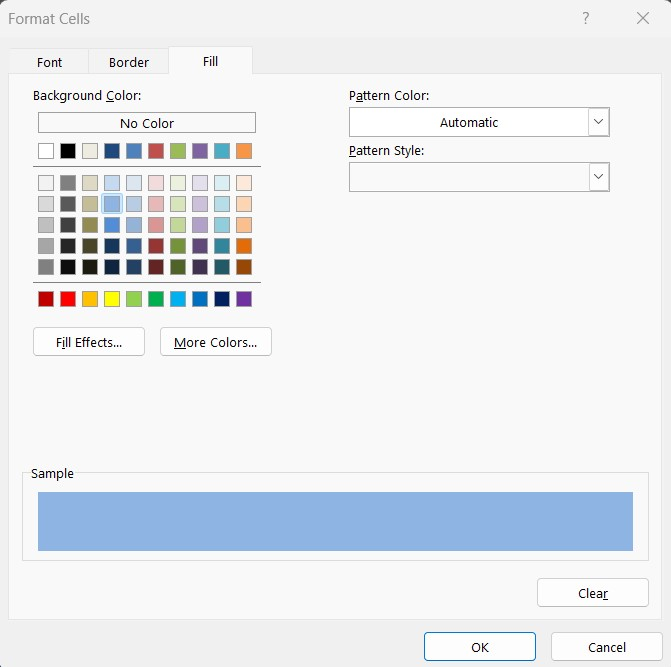 Format Cells ?
Font Border Fill
Background Color:
No Color
Pattern Color:
Automatic
Pattern Style:
Fill Effects...
More Colors...
Sample
Clear
OK Cancel